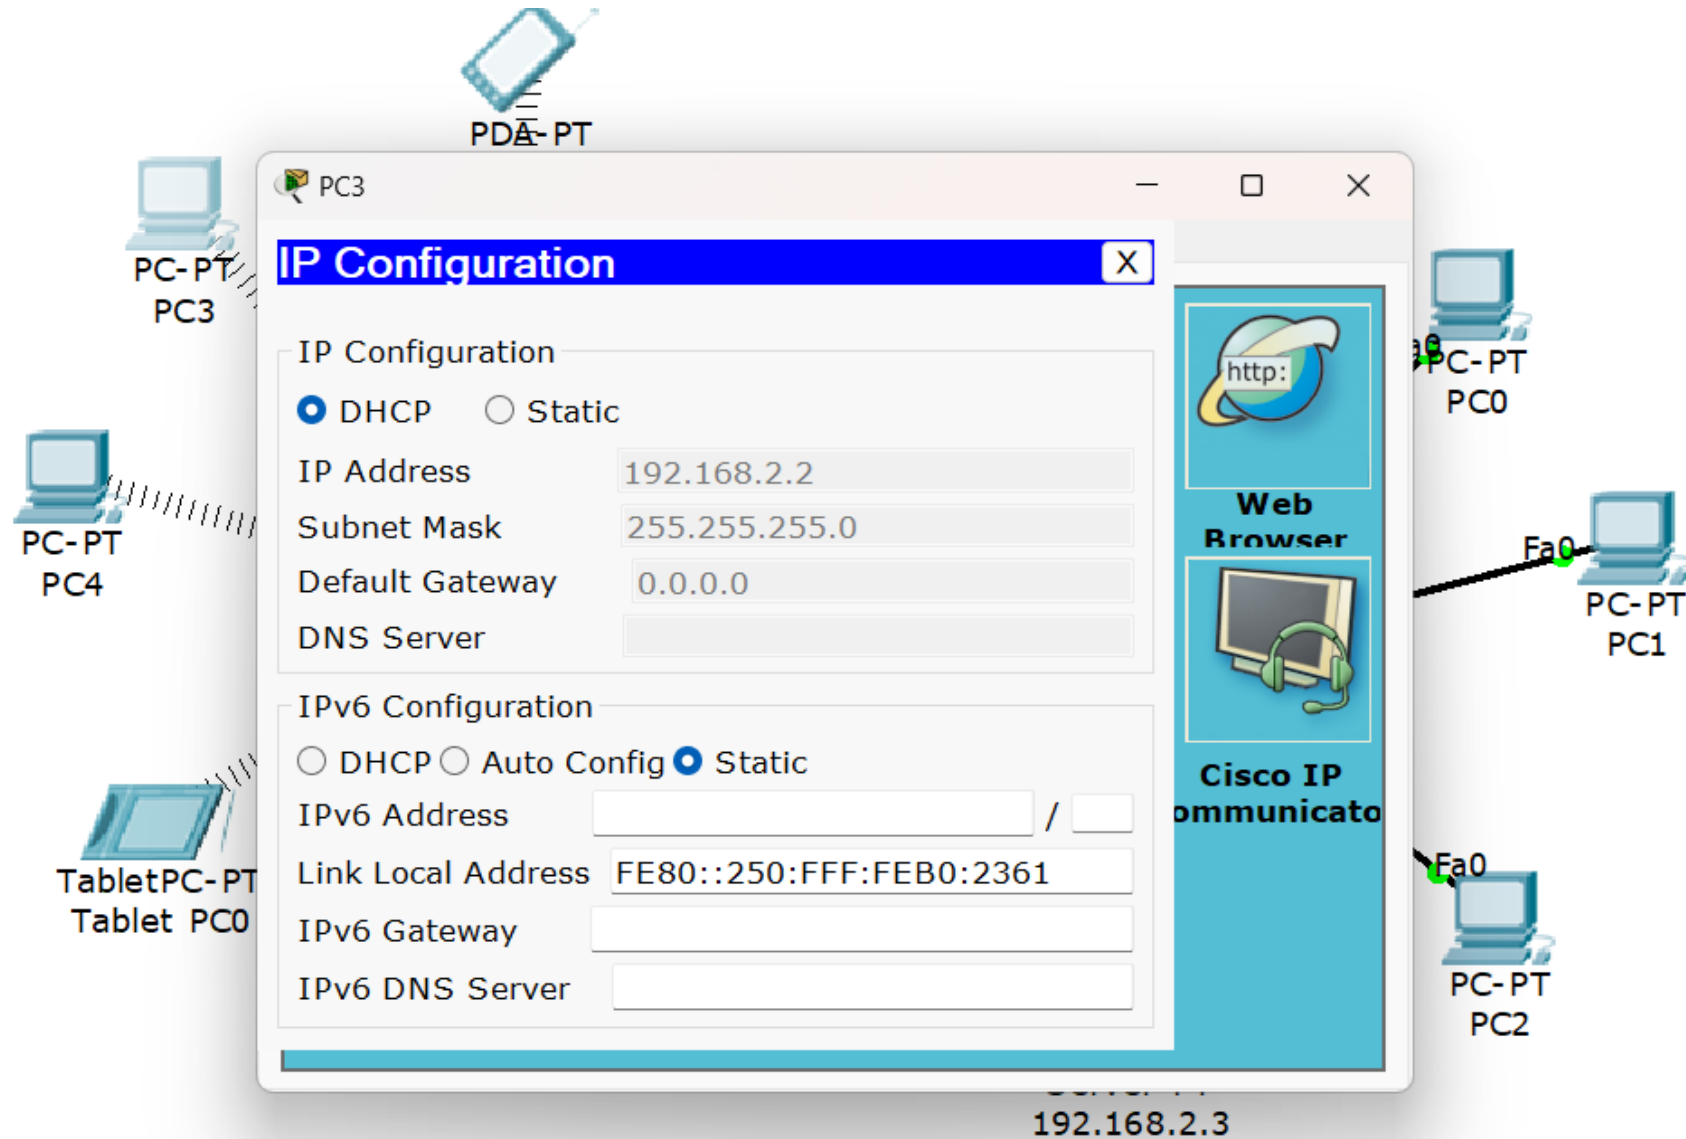 PDA-PT
PC3
PC-PT
PC3
IP Configuration
X
IP Configuration
DHCP
Static
IP Address
192.168.2.2
Subnet Mask
255.255.255.0
Default Gateway
0.0.0.0
DNS Server
IPv6 Configuration
DHCP
Auto Config
Static
IPv6 Address
/
Link Local Address
FE80::250:FFF:FEB0:2361
IPv6 Gateway
IPv6 DNS Server
http:
Web
Browser
Cisco IP
ommunicato
PC-PT
PC4
TabletPC-PT
Tablet PC0
a0
PC-PT
PC0
Fa0
PC-PT
PC1
Fa0
PC-PT
PC2
192.168.2.3